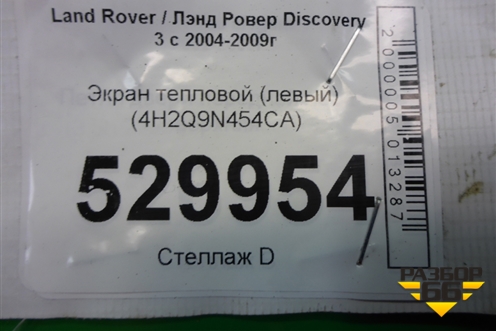 Land Rover / Лэнд Ровер Discovery
3 с 2004-2009г
Экран тепловой (левый)
(4H2Q9N454CA)
529954
Стеллаж D
2000005013287
РАЗБОР
66